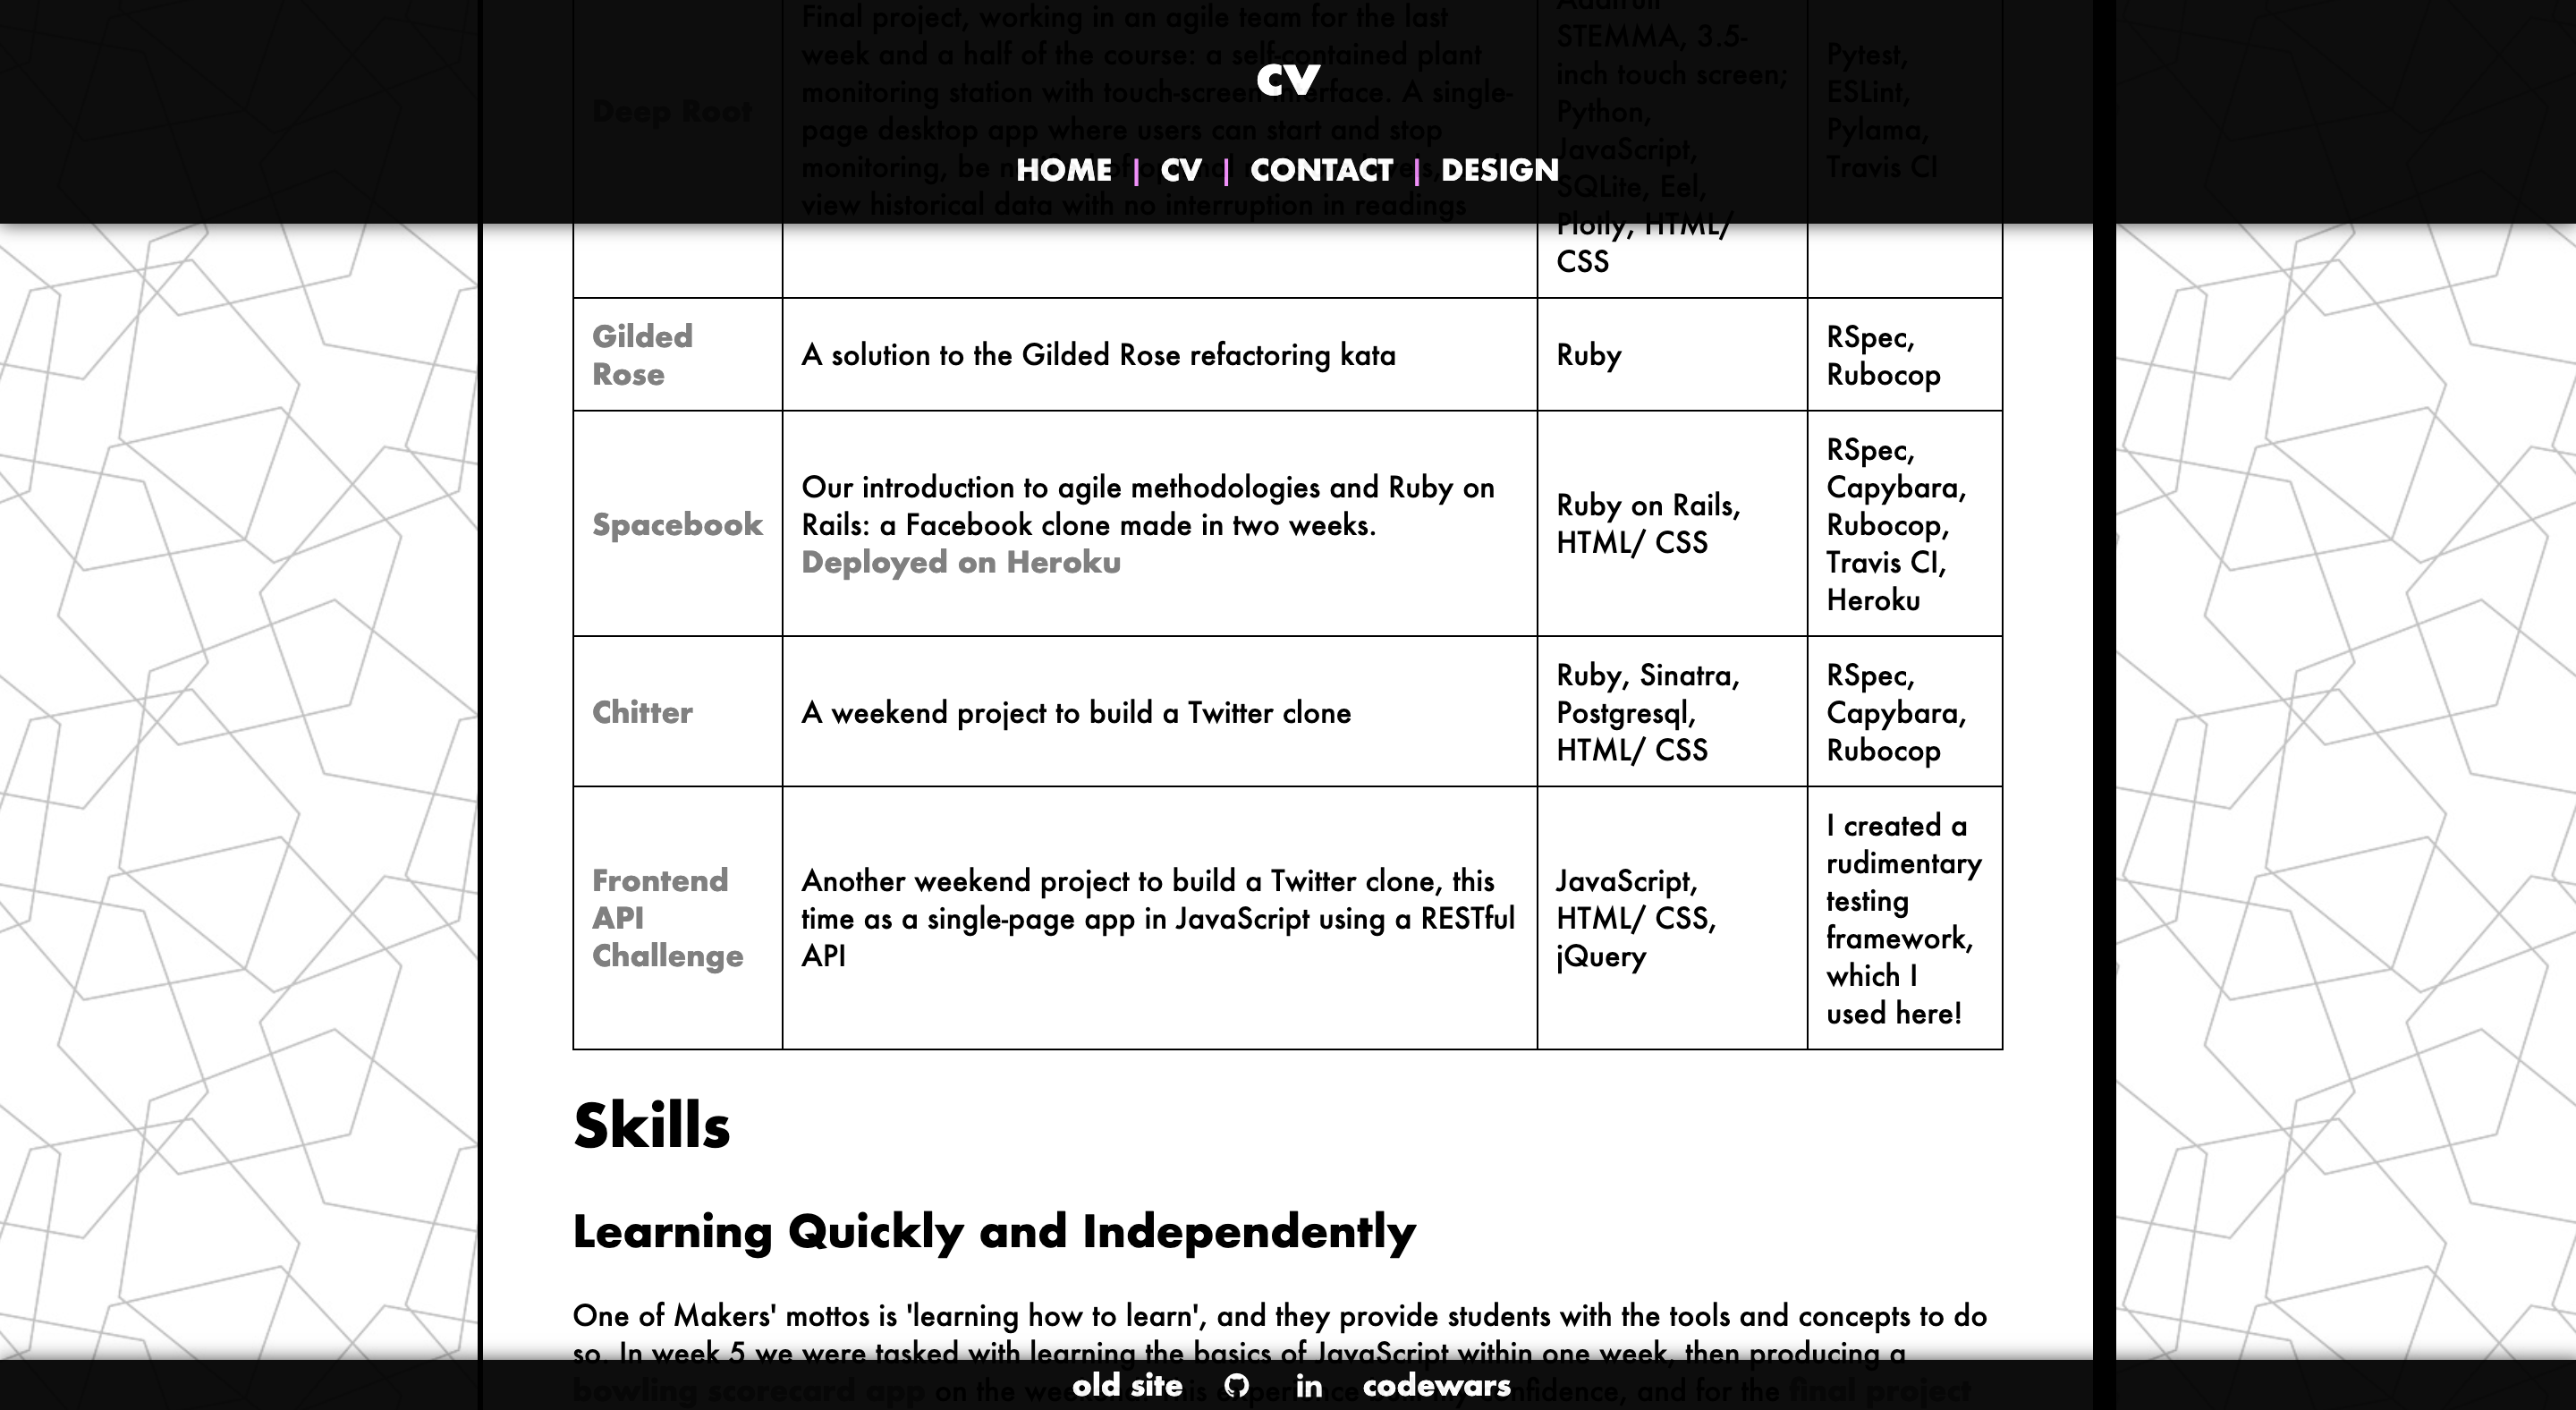 cv
HOME | CV | CONTACT | DESIGN
Deep Root
Final project, working in an agile team for the last
week and a half of the course: a self-contained plant
monitoring station with touch-screen interface. A single-
page desktop app where users can start and stop
monitoring, be
view historical data with no interruption in readings
STEMMA, 3.5-
inch touch screen;
Python,
JavaScript,
SQLite, Eel,
Plotly, HTML/
CSS
Pytest,
ESLint,
Pylama,
Travis CI
Gilded
Rose
A solution to the Gilded Rose refactoring kata
Ruby
RSpec,
Rubocop
Spacebook
Our introduction to agile methodologies and Ruby on
Rails: a Facebook clone made in two weeks.
Deployed on Heroku
Ruby on Rails,
HTML/ CSS
RSpec,
Capybara,
Rubocop,
Travis CI,
Heroku
Chitter
A weekend project to build a Twitter clone
Ruby, Sinatra,
Postgresql,
HTML/ CSS
RSpec,
Capybara,
Rubocop
Frontend
API
Challenge
Another weekend project to build a Twitter clone, this
time as a single-page app in JavaScript using a RESTful
API
JavaScript,
HTML/ CSS,
jQuery
I created a
rudimentary
testing
framework,
which I
used here!
Skills
Learning Quickly and Independently
One of Makers' mottos is 'learning how to learn', and they provide students with the tools and concepts to do
so. In week 5 we were tasked with learning the basics of JavaScript within one week, then producing a
bowling scorecard app on the and for the final project
old site in codewars